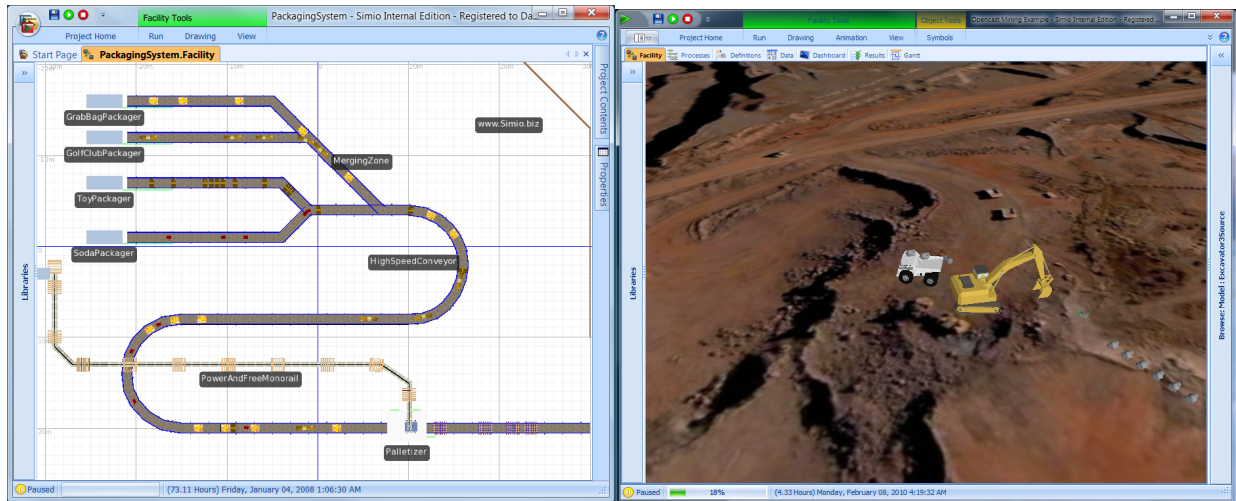 Facility Tools
PackagingSystem - Simio Internal Edition - Registered to Da...
Project Home
Run
Drawing
View
Start Page
PackagingSystem.Facility
GrabBagPackager
GolfClubPackager
ToyPackager
SodaPackager
MergingZone
HighSpeedConveyor
www.Simio.biz
PowerAndFreeMonorail
Palletizer
Libraries
Project Contents
Properties
Paused
(73.11 Hours) Friday, January 04, 2008 1:06:30 AM
Facility Tools
Object Tools
Opencast Mining Example - Simio Internal Edition - Registered ...
Project Home
Run
Drawing
Animation
View
Symbols
Facility
Processes
Definitions
Data
Dashboard
Results
Gantt
Libraries
Browse: Model : Excavator3Source
Paused
18%
(4.33 Hours) Monday, February 08, 2010 4:19:32 AM